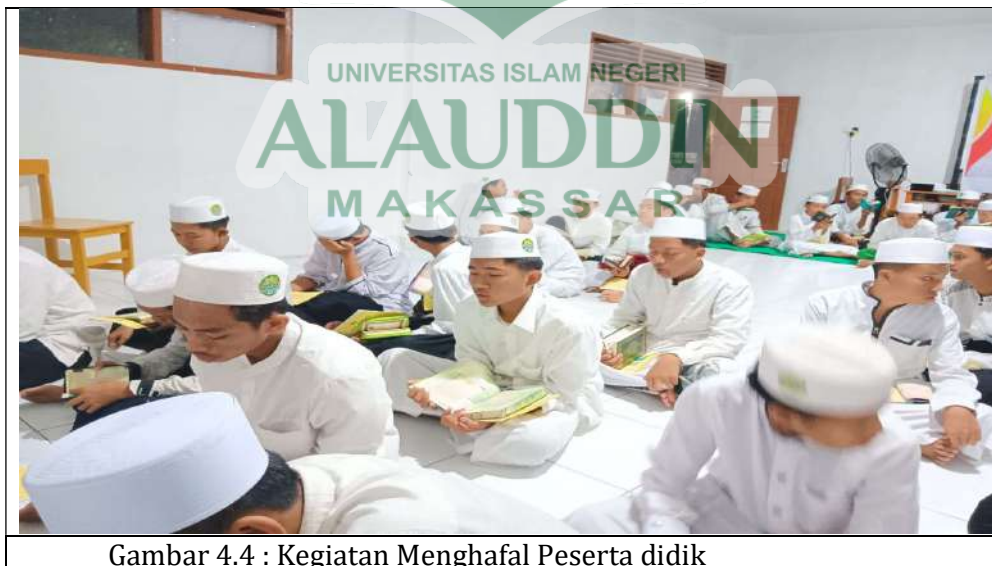 UNIVERSITAS ISLAM NEGERI
ALAUDDIN
MAKASSAR
Gambar 4.4 : Kegiatan Menghafal Peserta didik